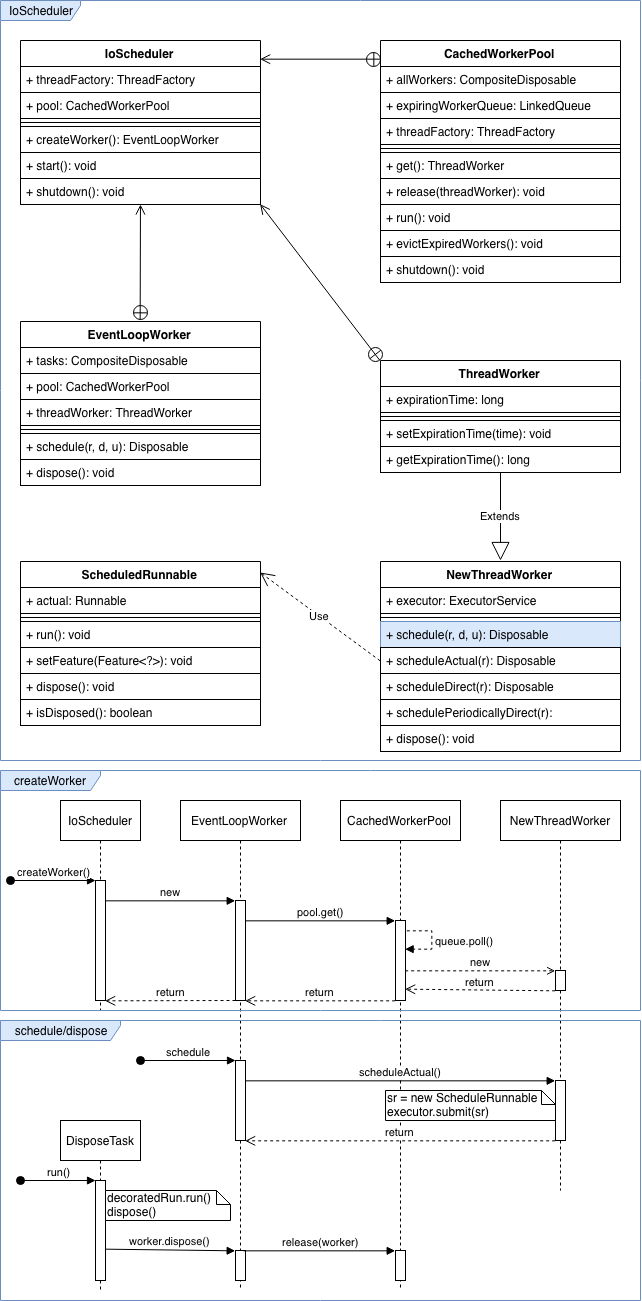 IoScheduler
IoScheduler
+ threadFactory: ThreadFactory
+ pool: CachedWorkerPool
+ createWorker(): EventLoopWorker
+ start(): void
+ shutdown(): void
CachedWorkerPool
+ allWorkers: CompositeDisposable
+ expiringWorkerQueue: LinkedQueue
+ threadFactory: ThreadFactory
+ get(): ThreadWorker
+ release(threadWorker): void
+ run(): void
+ evictExpiredWorkers(): void
+ shutdown(): void
EventLoopWorker
+ tasks: CompositeDisposable
+ pool: CachedWorkerPool
+ threadWorker: ThreadWorker
+ schedule(r, d, u): Disposable
+ dispose(): void
ThreadWorker
+ expirationTime: long
+ setExpirationTime(time): void
+ getExpirationTime(): long
Extends
ScheduledRunnable
+ actual: Runnable
+ run(): void
+ setFeature(Feature<?>): void
+ dispose(): void
+ isDisposed(): boolean
Use
NewThreadWorker
+ executor: ExecutorService
+ schedule(r, d, u): Disposable
+ scheduleActual(r): Disposable
+ scheduleDirect(r): Disposable
+ schedulePeriodicallyDirect(r):
+ dispose(): void
createWorker
IoScheduler
EventLoopWorker
CachedWorkerPool
NewThreadWorker
createWorker()
new
pool.get()
queue.poll()
new
return
return
return
schedule/dispose
schedule
scheduleActual()
sr = new ScheduleRunnable
executor.submit(sr)
return
DisposeTask
run()
decoratedRun.run()
dispose()
worker.dispose()
release(worker)